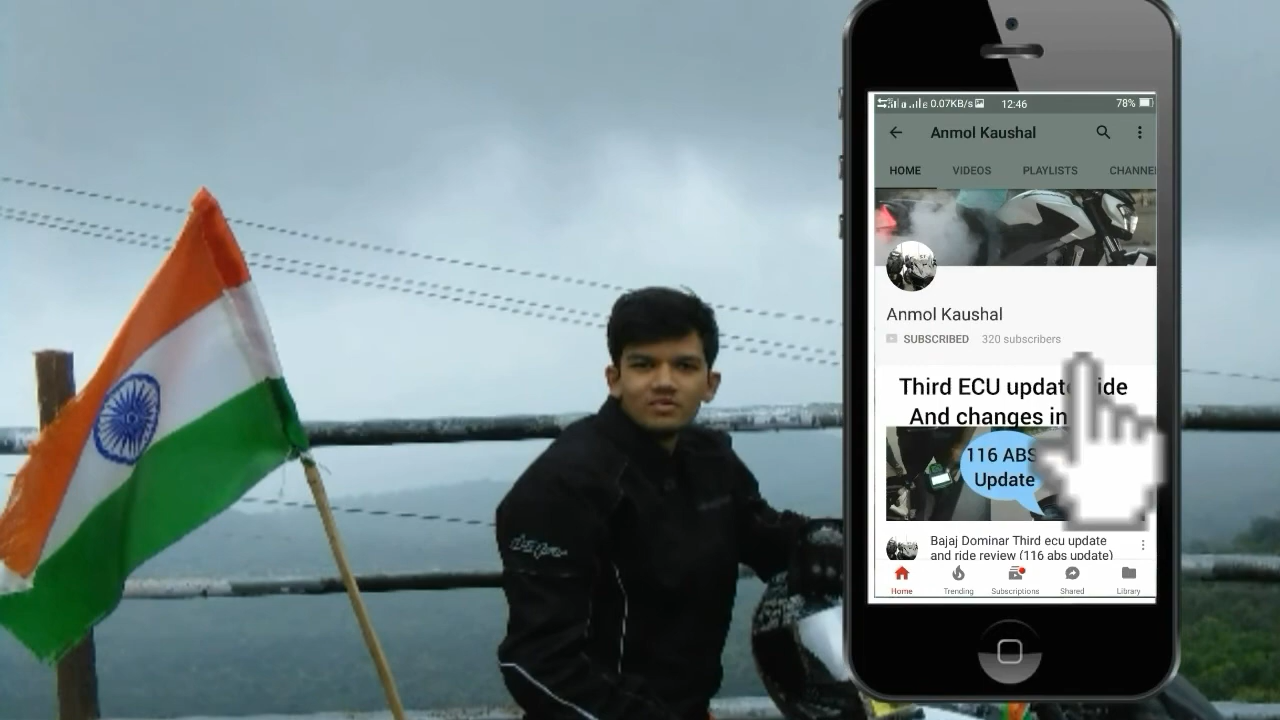 0.07KB/s 12:46 78%
Anmol Kaushal
HOME VIDEOS PLAYLISTS CHANNE
Anmol Kaushal
SUBSCRIBED 320 subscribers
Third ECU update ride
And changes in
116 ABS
Update
Bajaj Dominar Third ecu update
and ride review (116 abs update)
Home Trending Subscriptions Shared Library